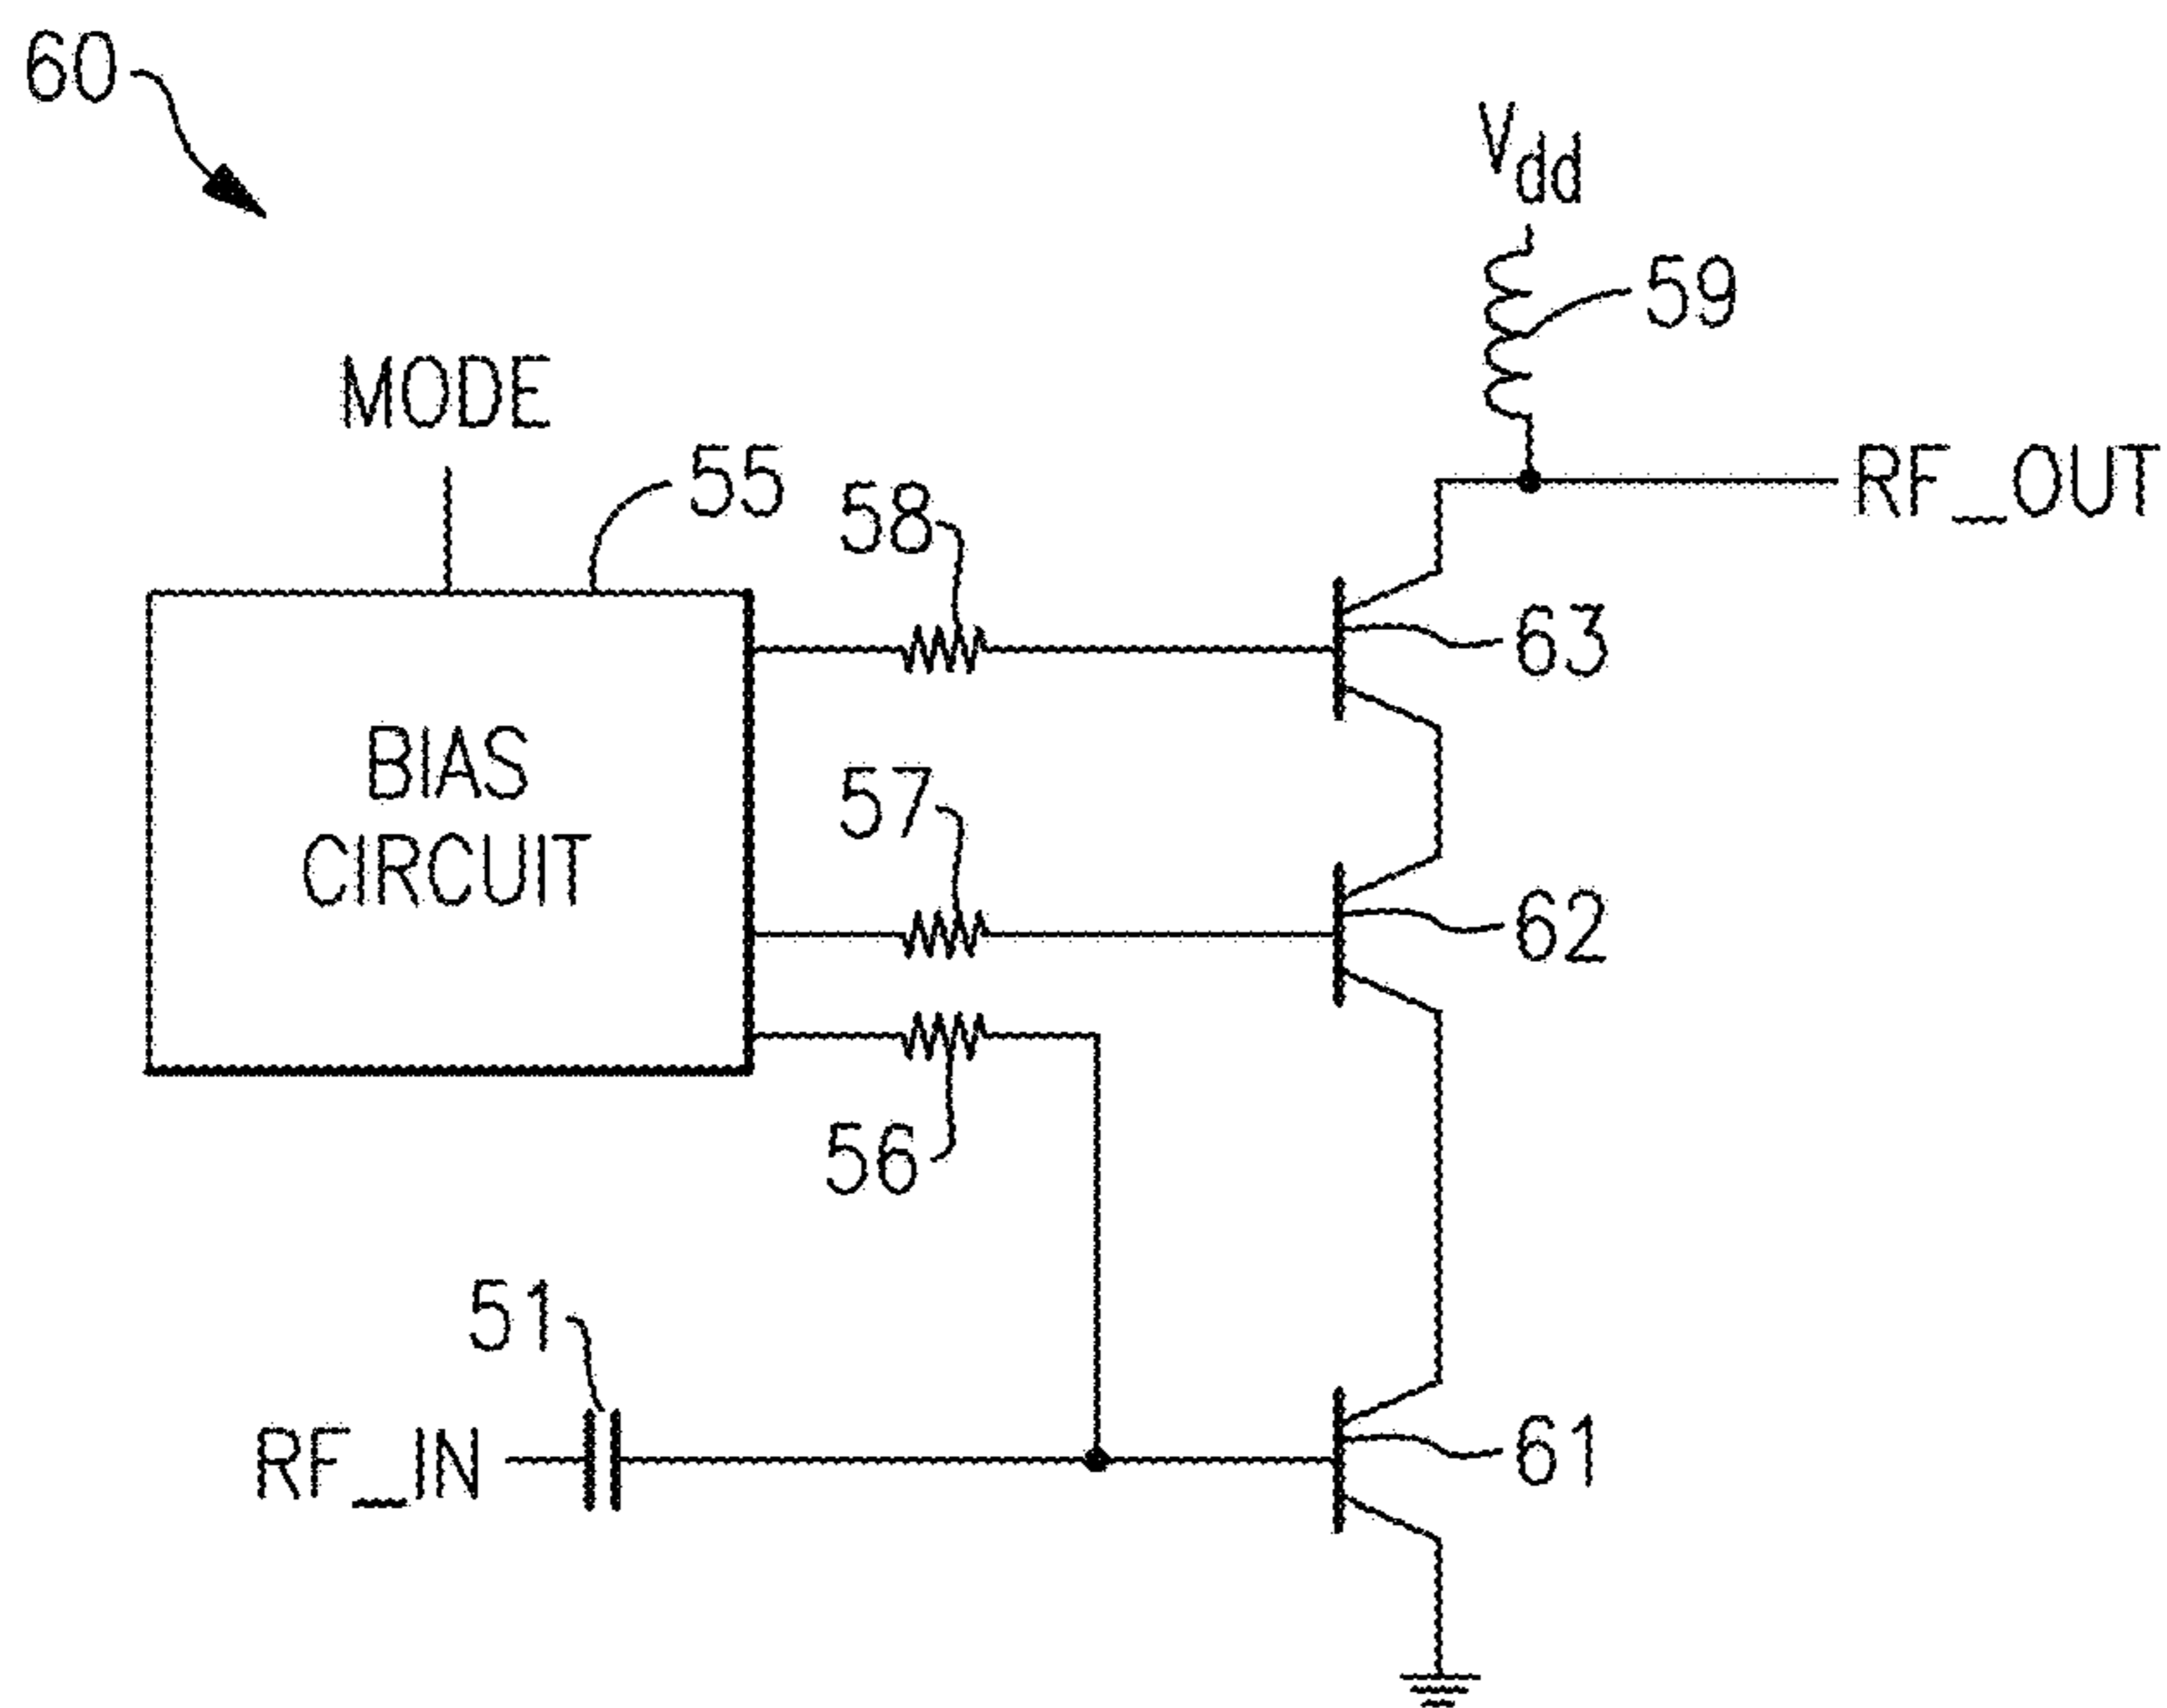 60
Vdd
59
MODE
55
58
RF_OUT
63
BIAS
CIRCUIT
57
62
56
51
RF_IN
61